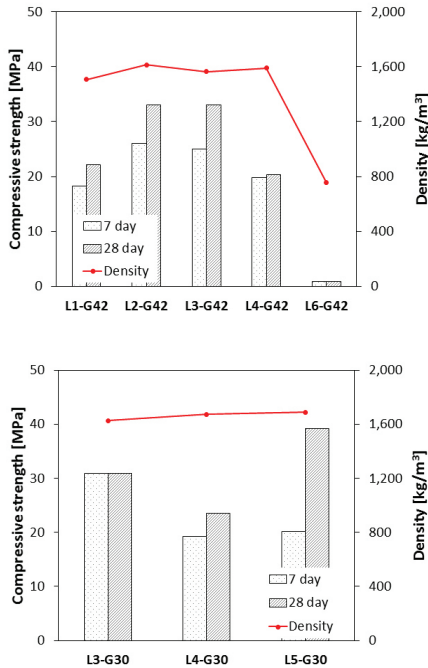 Compressive strength [MPa]
50
40
30
20
10
0
2,000
1,600
1,200
800
400
0
Density [kg/m³]
7 day
28 day
Density
L1-G42 L2-G42 L3-G42 L4-G42 L6-G42
Compressive strength [MPa]
50
40
30
20
10
0
2,000
1,600
1,200
800
400
0
Density [kg/m³]
7 day
28 day
Density
L3-G30 L4-G30 L5-G30